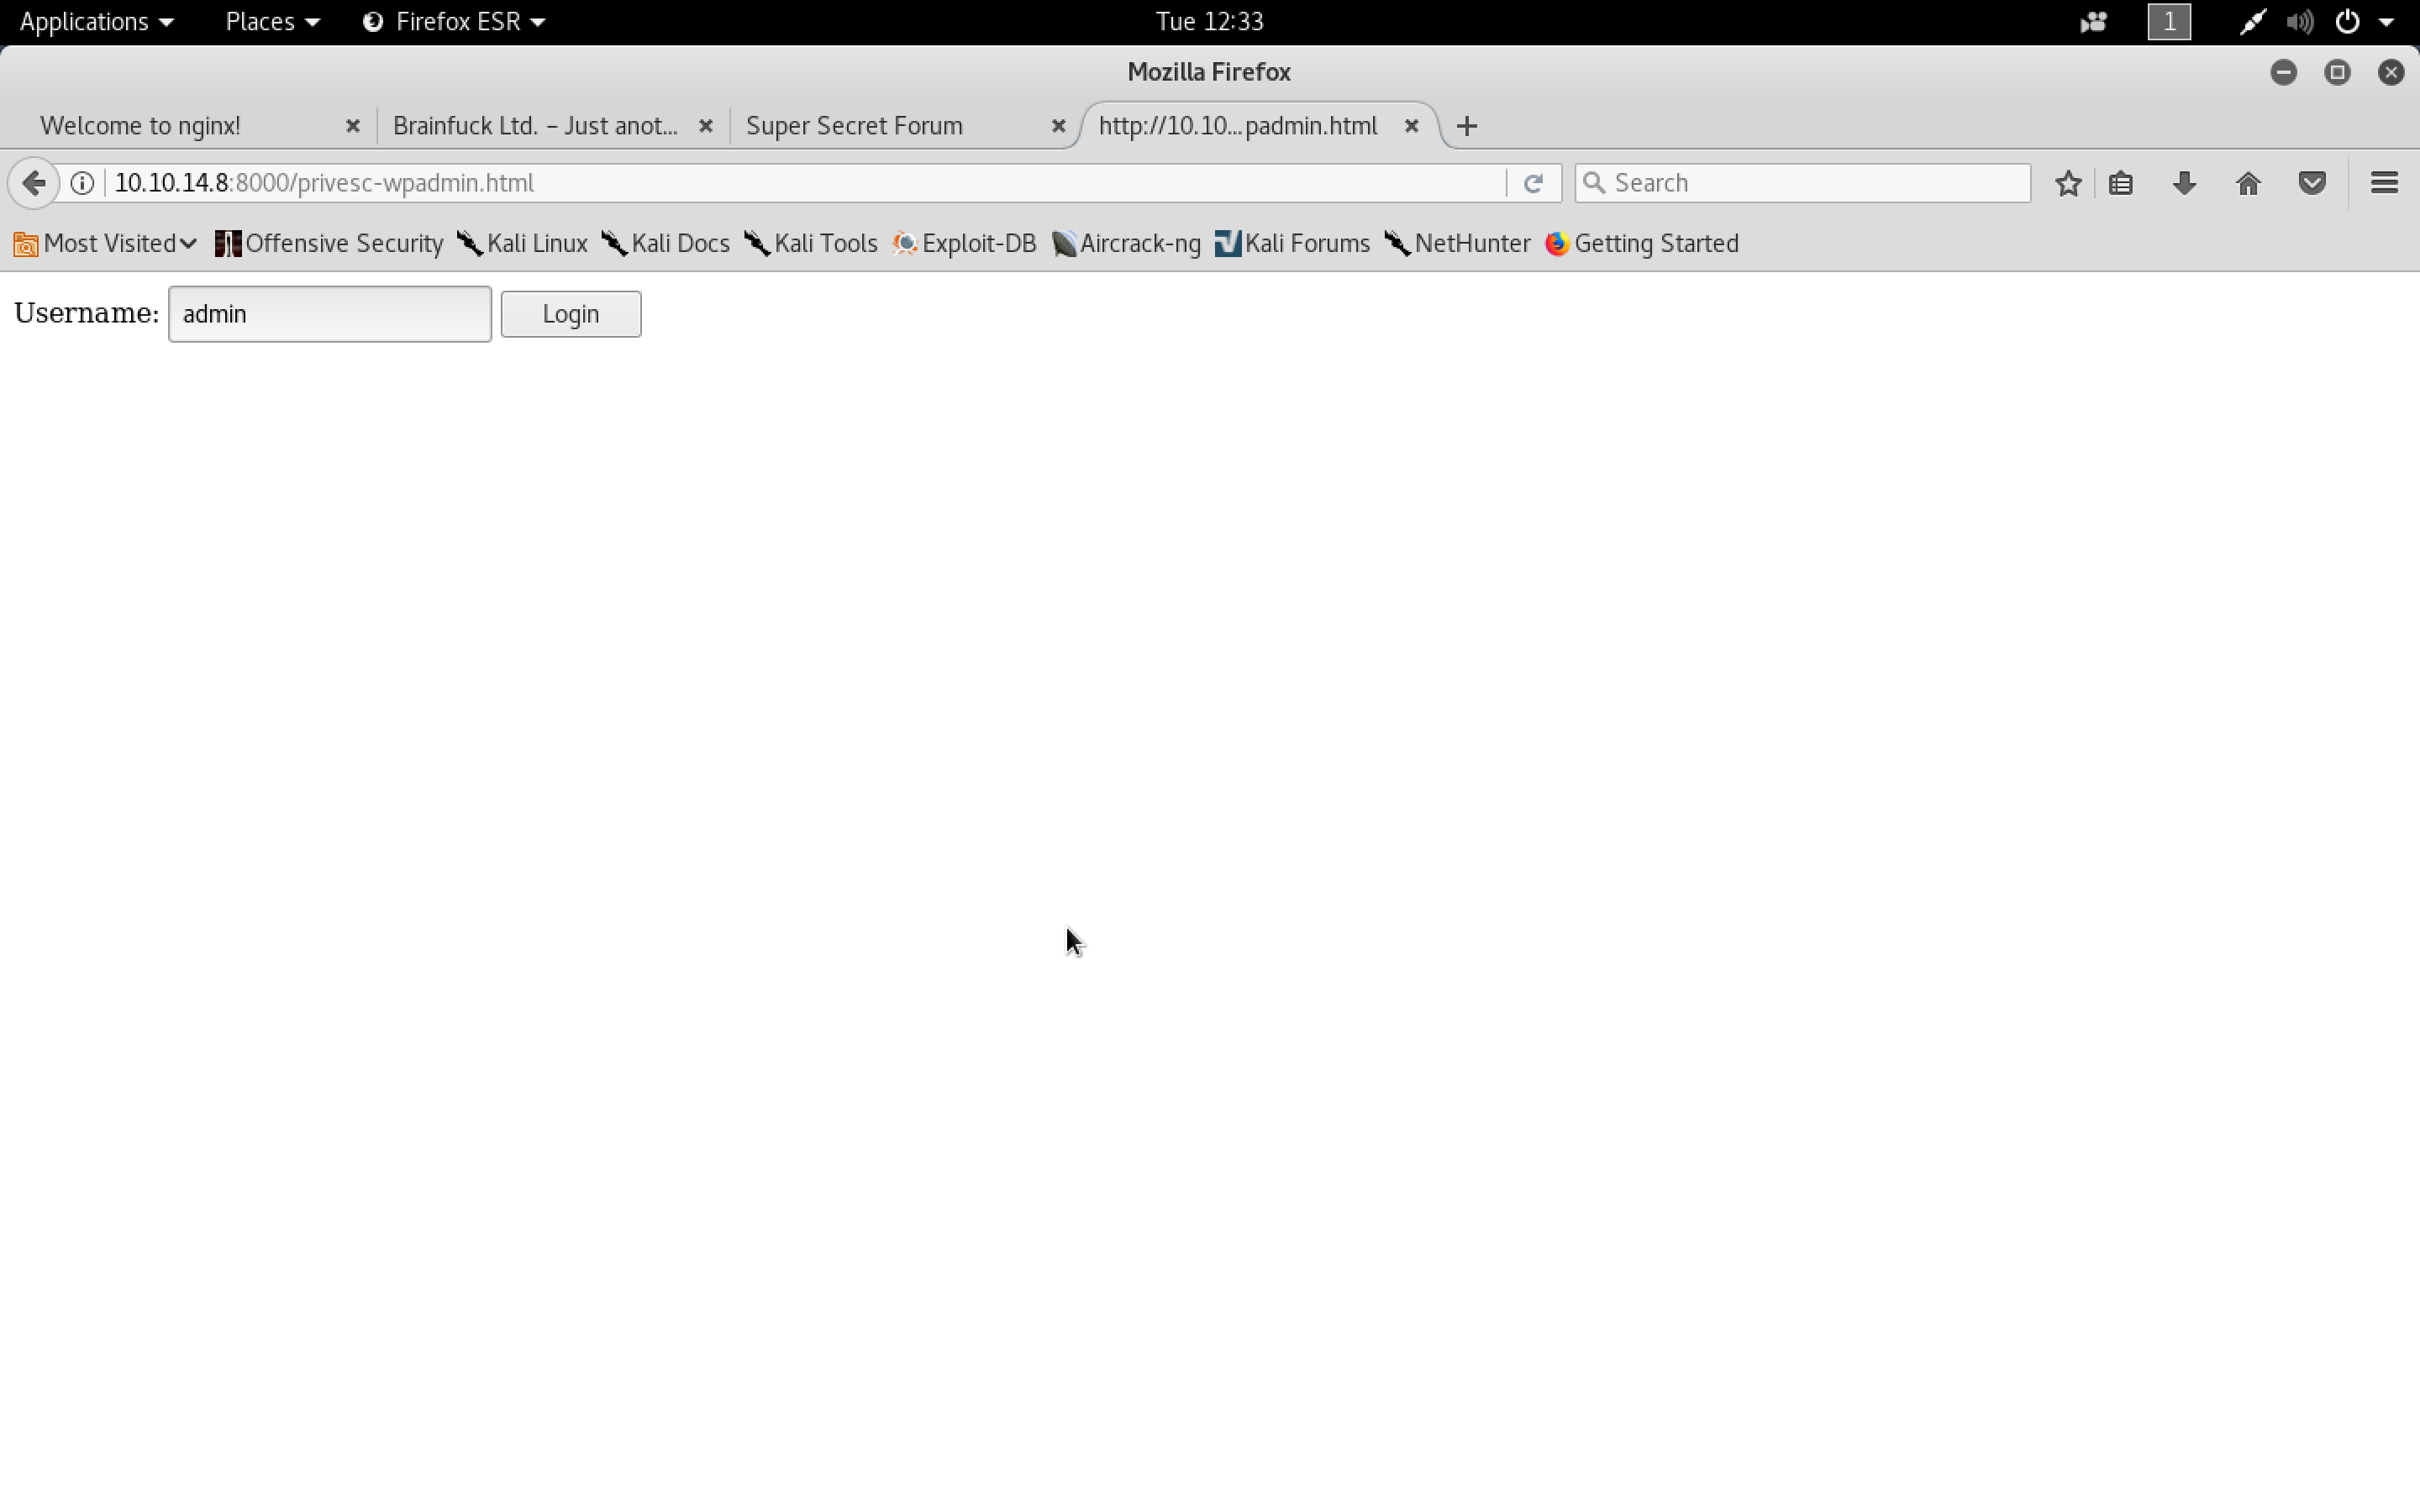 Applications Places Firefox ESR Tue 12:33 1
Mozilla Firefox
Welcome to nginx! Brainfuck Ltd. – Just anot... Super Secret Forum http://10.10...padmin.html
10.10.14.8:8000/privesc-wpadmin.html Search
Most Visited Offensive Security Kali Linux Kali Docs Kali Tools Exploit-DB Aircrack-ng Kali Forums NetHunter Getting Started
Username: admin Login